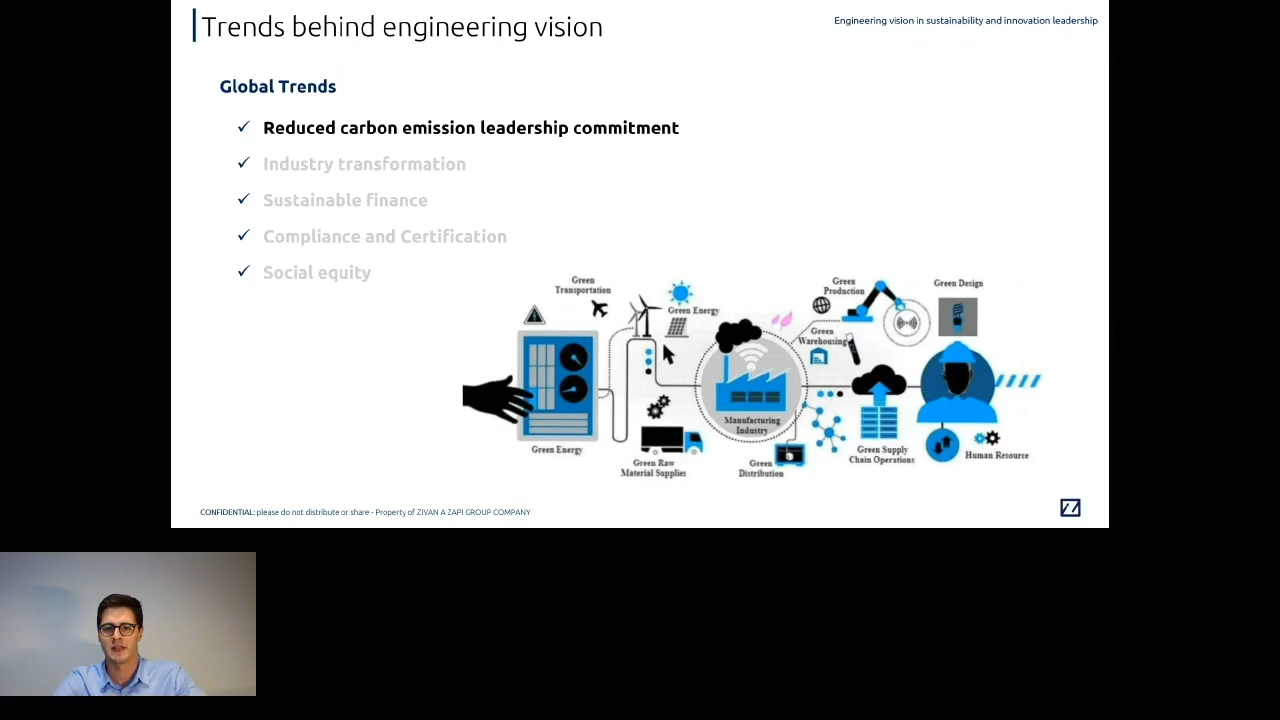 Trends behind engineering vision
Engineering vision in sustainability and innovation leadership
Global Trends
Reduced carbon emission leadership commitment
Industry transformation
Sustainable finance
Compliance and Certification
Social equity
Green
Transportation
Green Energy
Green
Production
Green Design
Green
Warehousing
Manufacturing
Industry
Green Energy
Green Raw
Material Supplies
Green
Distribution
Green Supply
Chain Operations
Human Resource
CONFIDENTIAL: please do not distribute or share - Property of ZIVAN A ZAPI GROUP COMPANY